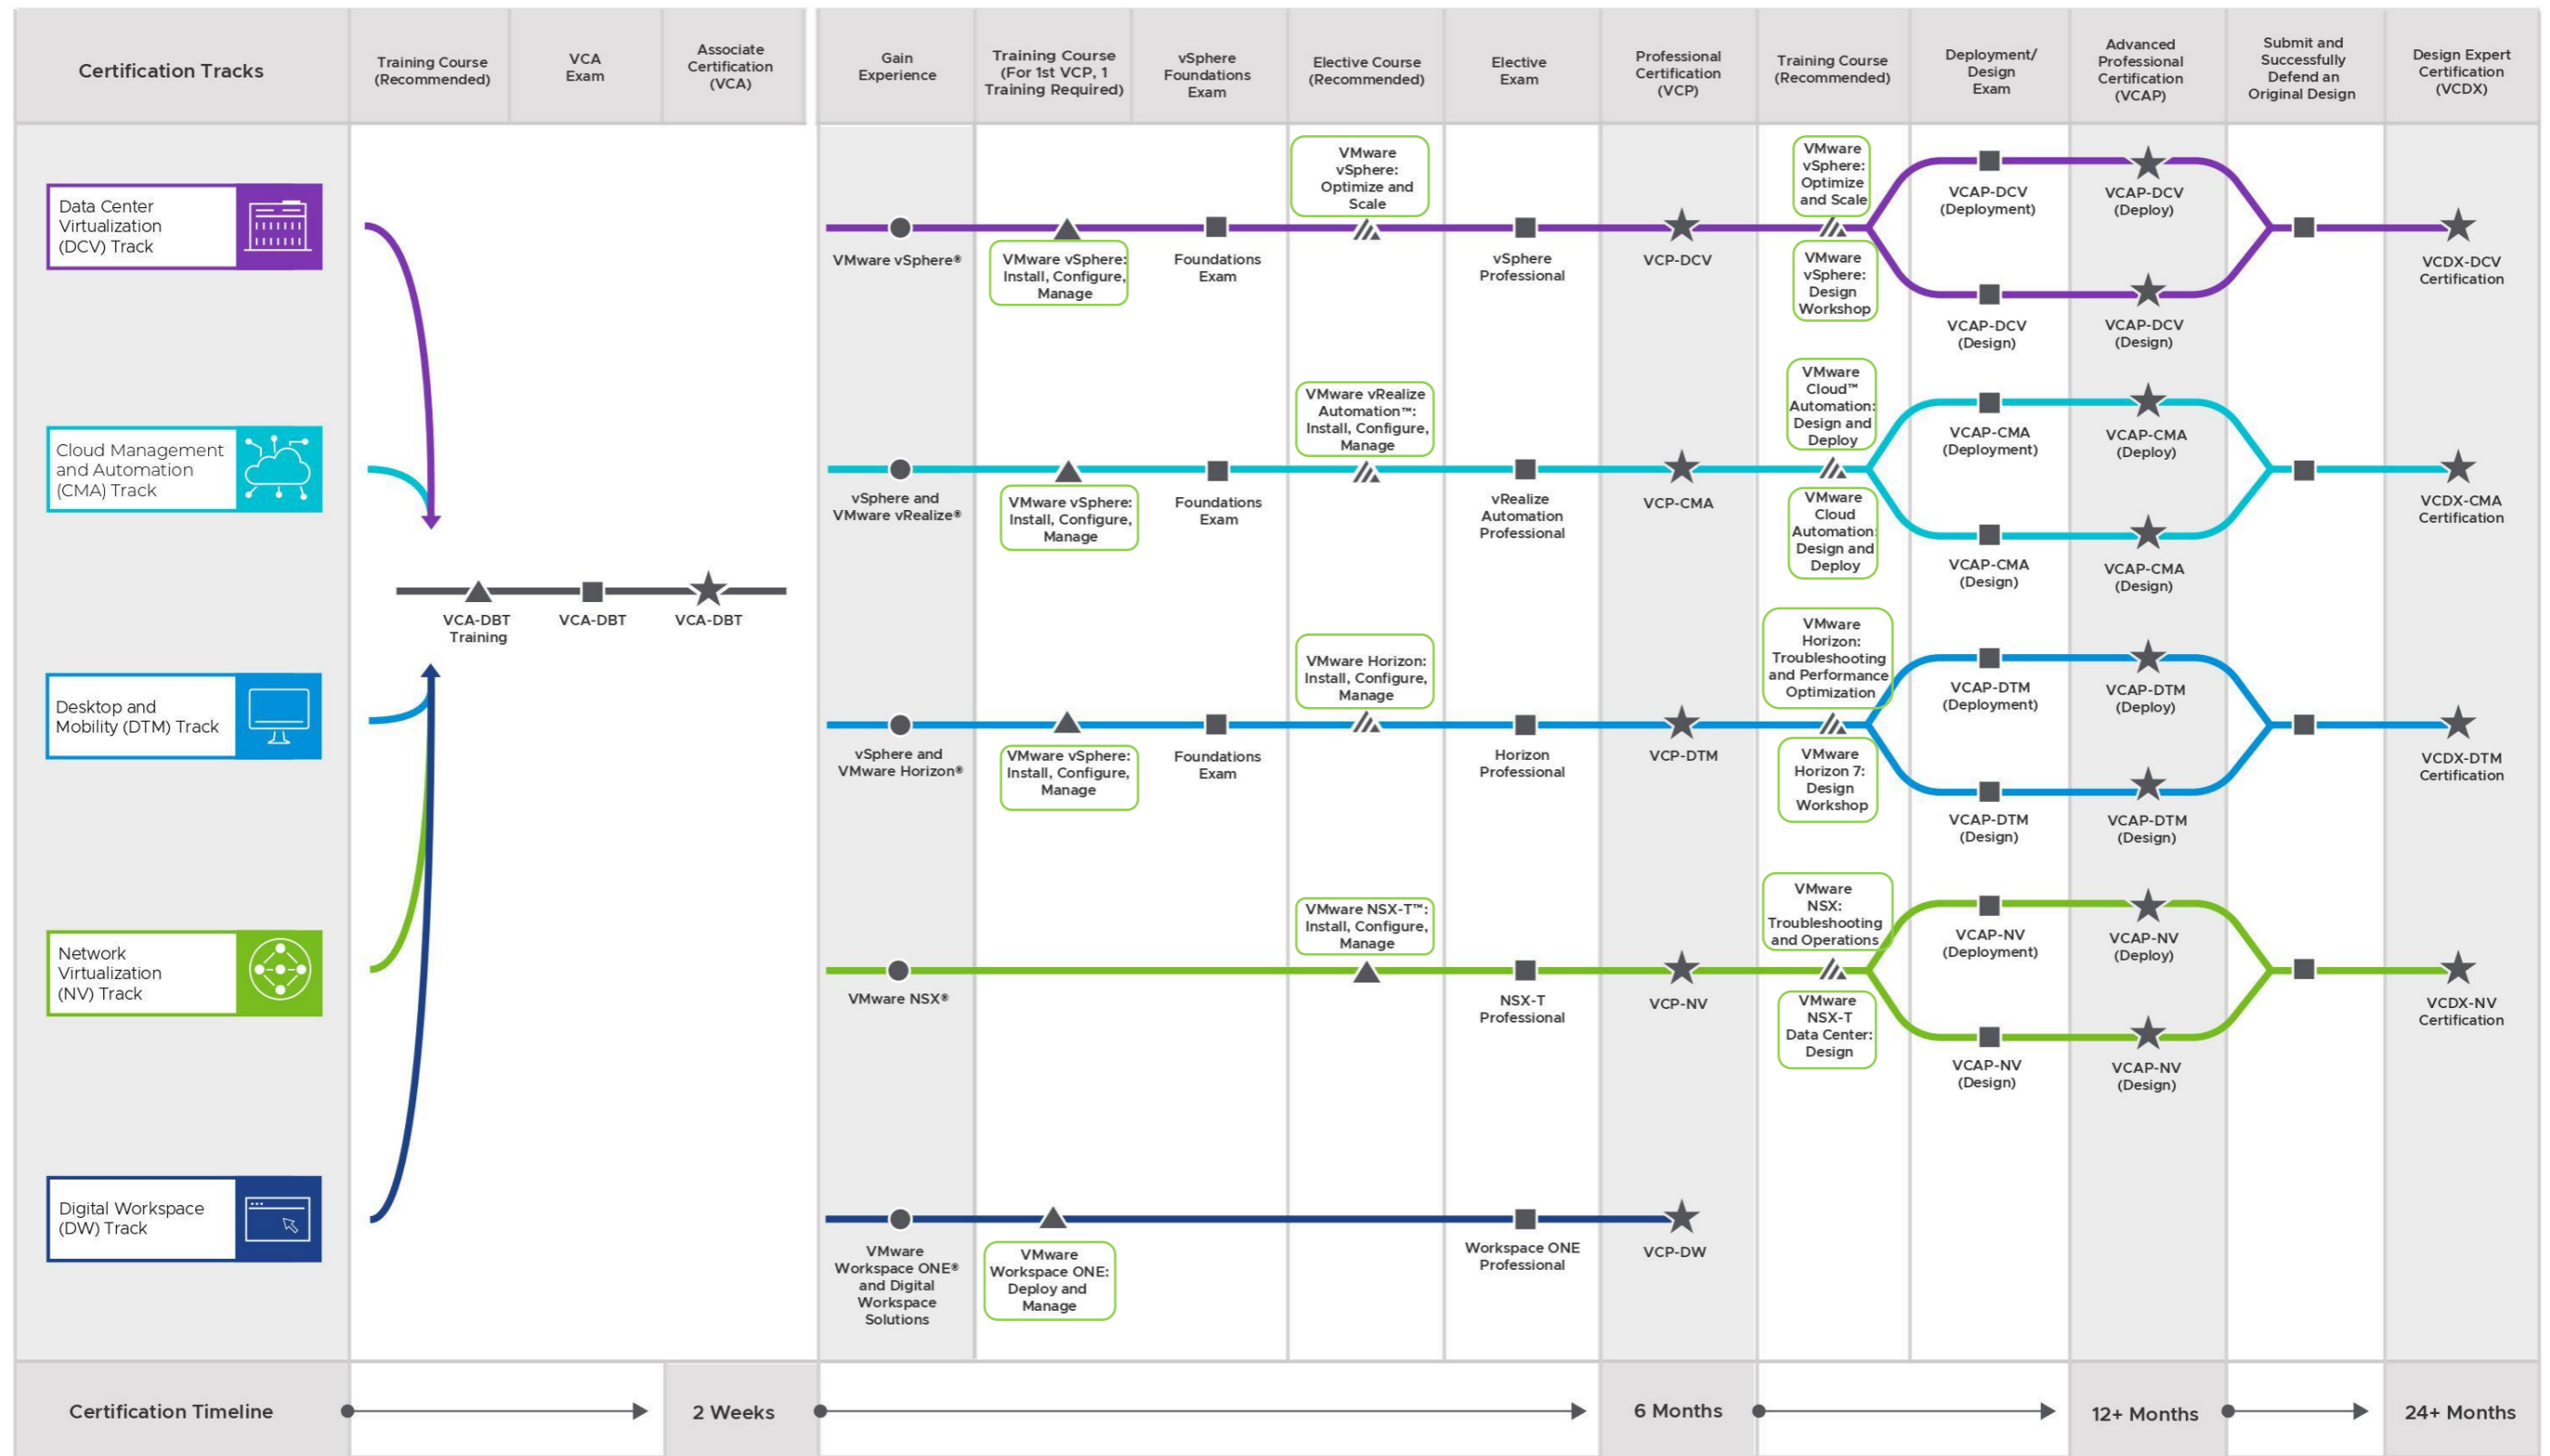 Certification Tracks
Training Course
(Recommended)
VCA
Exam
Associate
Certification
(VCA)
Gain
Experience
Training Course
(For 1st VCP, 1
Training Required)
vSphere
Foundations
Exam
Elective Course
(Recommended)
Elective
Exam
Professional
Certification
(VCP)
Training Course
(Recommended)
Deployment/
Design
Exam
Advanced
Professional
Certification
(VCAP)
Submit and
Successfully
Defend an
Original Design
Design Expert
Certification
(VCDX)
Data Center
Virtualization
(DCV) Track
VMware vSphere®
VMware vSphere:
Install, Configure,
Manage
Foundations
Exam
VMware
vSphere:
Optimize and
Scale
vSphere
Professional
VCP-DCV
VMware
vSphere:
Optimize
and Scale
VMware
vSphere:
Design
Workshop
VCAP-DCV
(Deployment)
VCAP-DCV
(Deploy)
VCAP-DCV
(Design)
VCAP-DCV
(Design)
VCDX-DCV
Certification
Cloud Management
and Automation
(CMA) Track
vSphere and
VMware vRealize®
VMware vSphere:
Install, Configure,
Manage
Foundations
Exam
VMware vRealize
Automation™:
Install, Configure,
Manage
vRealize
Automation
Professional
VCP-CMA
VMware
Cloud™
Automation:
Design and
Deploy
VMware
Cloud
Automation:
Design and
Deploy
VCAP-CMA
(Deployment)
VCAP-CMA
(Deploy)
VCAP-CMA
(Design)
VCAP-CMA
(Design)
VCDX-CMA
Certification
VCA-DBT
Training
VCA-DBT
VCA-DBT
Desktop and
Mobility (DTM) Track
vSphere and
VMware Horizon®
VMware vSphere:
Install, Configure,
Manage
Foundations
Exam
VMware Horizon:
Install, Configure,
Manage
Horizon
Professional
VCP-DTM
VMware
Horizon:
Troubleshooting
and Performance
Optimization
VMware
Horizon 7:
Design
Workshop
VCAP-DTM
(Deployment)
VCAP-DTM
(Deploy)
VCAP-DTM
(Design)
VCAP-DTM
(Design)
VCDX-DTM
Certification
Network
Virtualization
(NV) Track
VMware NSX®
VMware NSX-T™:
Install, Configure,
Manage
NSX-T
Professional
VCP-NV
VMware
NSX:
Troubleshooting
and Operations
VMware
NSX-T
Data Center:
Design
VCAP-NV
(Deployment)
VCAP-NV
(Deploy)
VCAP-NV
(Design)
VCAP-NV
(Design)
VCDX-NV
Certification
Digital Workspace
(DW) Track
VMware
Workspace ONE®
and Digital
Workspace
Solutions
VMware
Workspace ONE:
Deploy and
Manage
Workspace ONE
Professional
VCP-DW
Certification Timeline
2 Weeks
6 Months
12+ Months
24+ Months